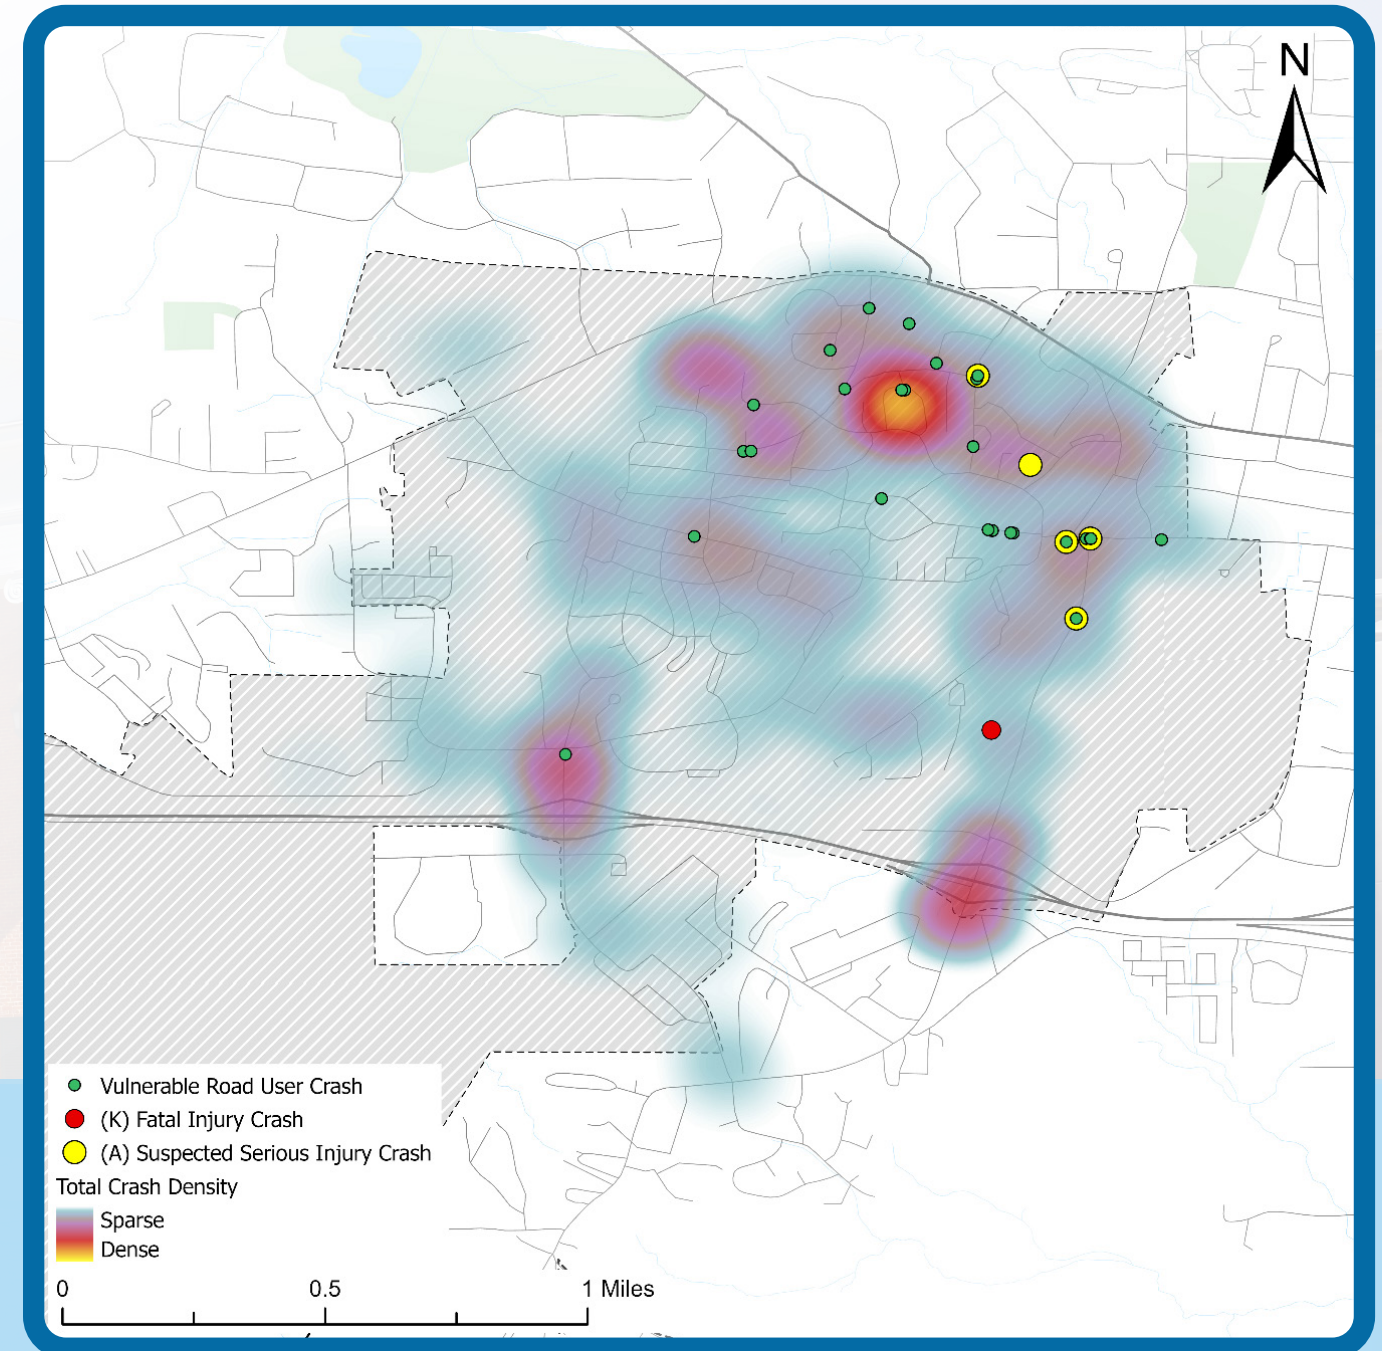 N
Vulnerable Road User Crash
(K) Fatal Injury Crash
(A) Suspected Serious Injury Crash
Total Crash Density
Sparse
Dense
0 0.5 1 Miles